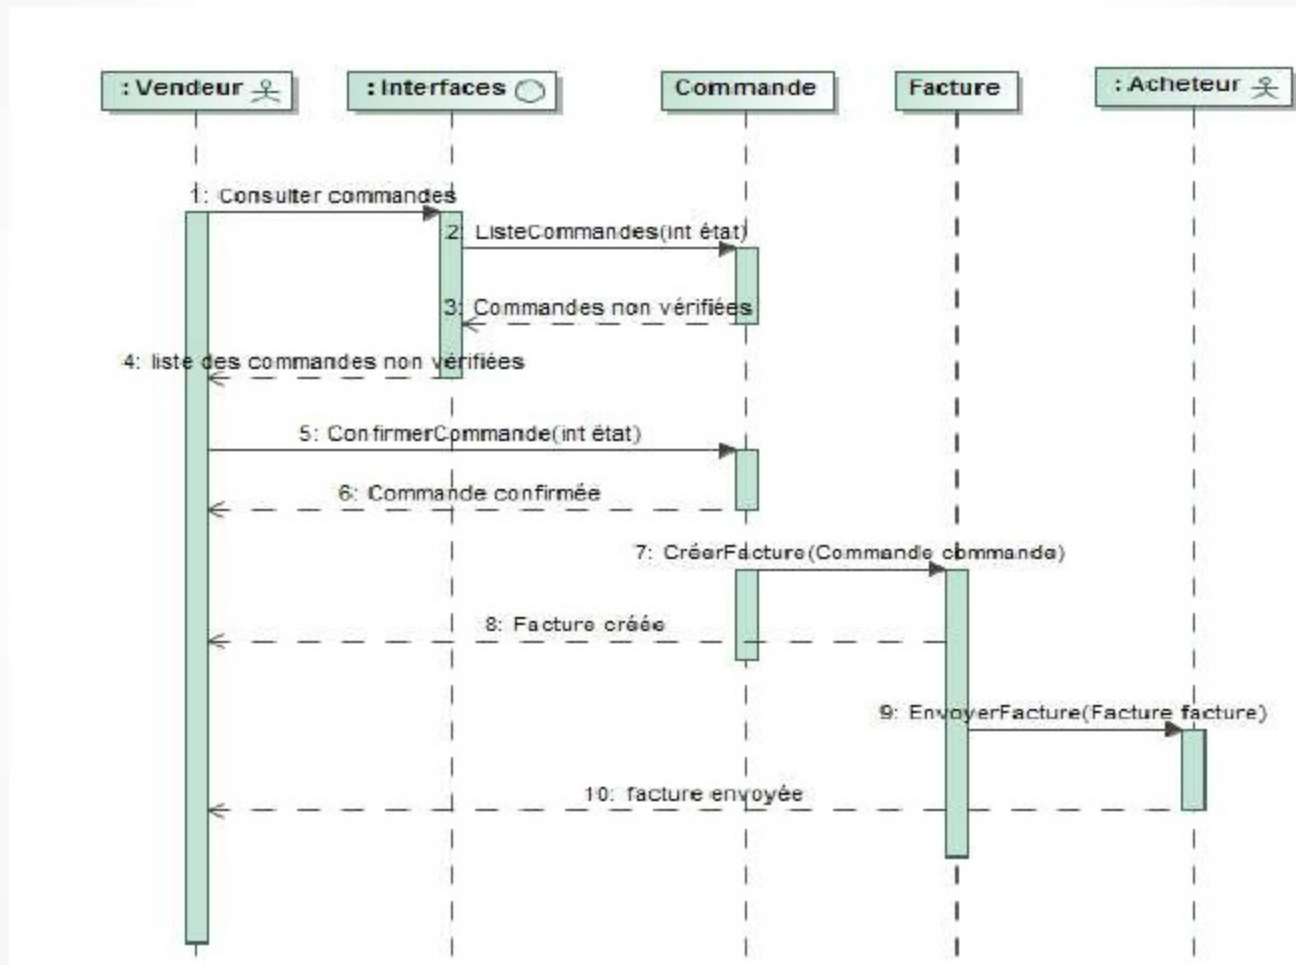 : Vendeur
: Interfaces
Commande
Facture
: Acheteur
1: Consulter commandes
2: ListeCommandes(int état)
3: Commandes non vérifiées
4: liste des commandes non vérifiées
5: ConfirmerCommande(int état)
6: Commande confirmée
7: CréerFacture(Commande commande)
8: Facture créée
9: EnvoyerFacture(Facture facture)
10: facture envoyée